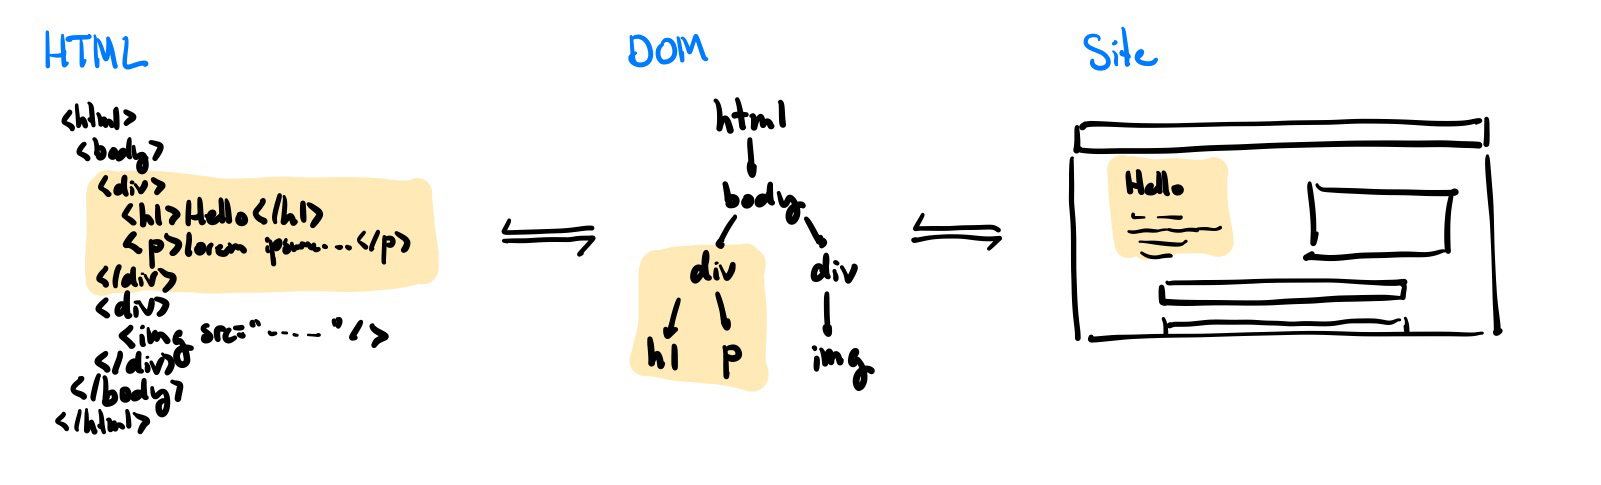 HTML
<html>
<body>
<div>
<h1>Hello</h1>
<p>lorem ipsum...</p>
</div>
<div>
<img src="......"/>
</div>
</body>
</html>
DOM
html
body
div div
h1 p img
Site
Hello